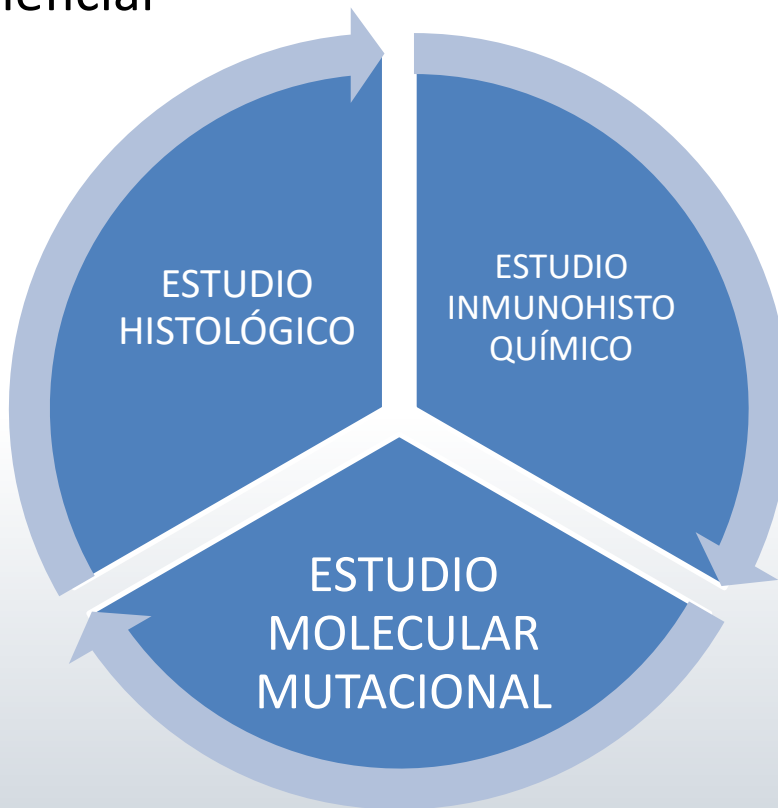 ESTUDIO
HISTOLÓGICO
ESTUDIO
INMUNOHISTO
QUÍMICO
ESTUDIO
MOLECULAR
MUTACIONAL